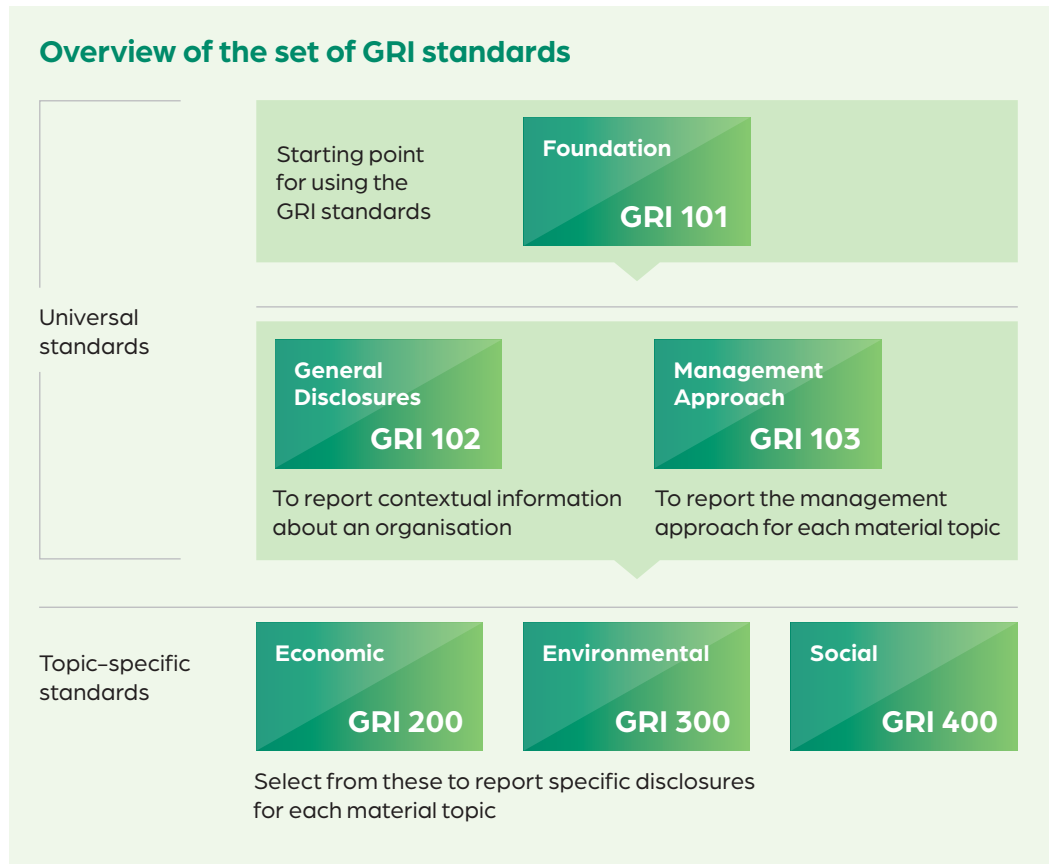 Overview of the set of GRI standards
Universal
standards
Starting point
for using the
GRI standards
Foundation
GRI 101
General
Disclosures
GRI 102
To report contextual information
about an organisation
Management
Approach
GRI 103
To report the management
approach for each material topic
Topic-specific
standards
Economic
GRI 200
Environmental
GRI 300
Social
GRI 400
Select from these to report specific disclosures
for each material topic